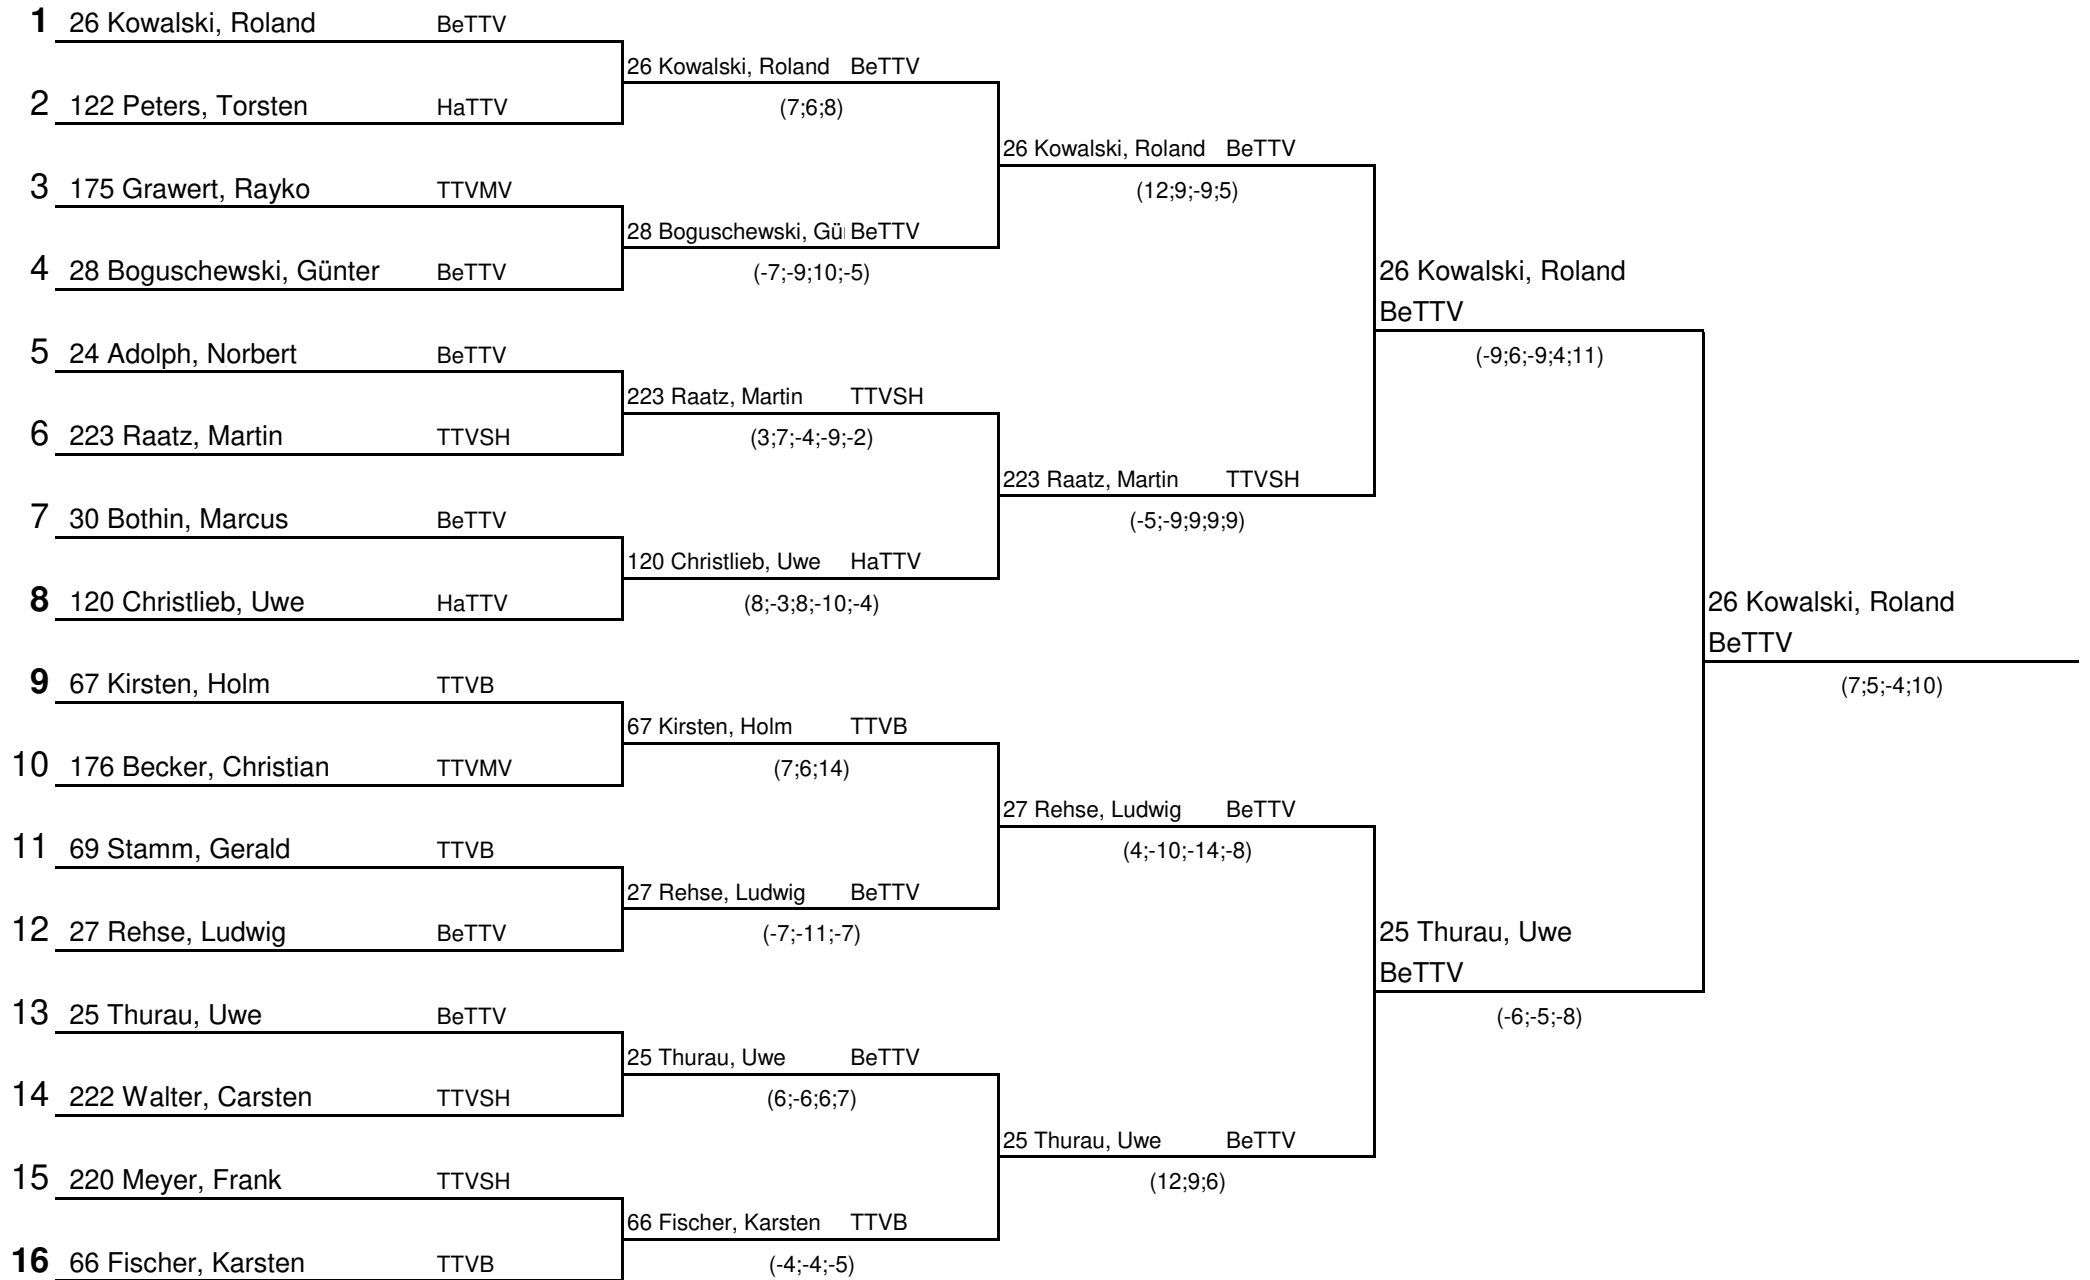 1 26 Kowalski, Roland BeTTV
26 Kowalski, Roland BeTTV
2 122 Peters, Torsten HaTTV
(7;6;8)
26 Kowalski, Roland BeTTV
3 175 Grawert, Rayko TTVMV
(12;9;-9;5)
28 Boguschewski, Gü BeTTV
4 28 Boguschewski, Günter BeTTV
(-7;-9;10;-5)
26 Kowalski, Roland
BeTTV
5 24 Adolph, Norbert BeTTV
(-9;6;-9;4;11)
223 Raatz, Martin TTVSH
6 223 Raatz, Martin TTVSH
(3;7;-4;-9;-2)
223 Raatz, Martin TTVSH
7 30 Bothin, Marcus BeTTV
(-5;-9;9;9;9)
120 Christlieb, Uwe HaTTV
8 120 Christlieb, Uwe HaTTV
(8;-3;8;-10;-4)
26 Kowalski, Roland
BeTTV
9 67 Kirsten, Holm TTVB
(7;5;-4;10)
67 Kirsten, Holm TTVB
10 176 Becker, Christian TTVMV
(7;6;14)
27 Rehse, Ludwig BeTTV
11 69 Stamm, Gerald TTVB
(4;-10;-14;-8)
27 Rehse, Ludwig BeTTV
12 27 Rehse, Ludwig BeTTV
(-7;-11;-7)
25 Thurau, Uwe
BeTTV
13 25 Thurau, Uwe BeTTV
(-6;-5;-8)
25 Thurau, Uwe BeTTV
14 222 Walter, Carsten TTVSH
(6;-6;6;7)
25 Thurau, Uwe BeTTV
15 220 Meyer, Frank TTVSH
(12;9;6)
66 Fischer, Karsten TTVB
16 66 Fischer, Karsten TTVB
(-4;-4;-5)